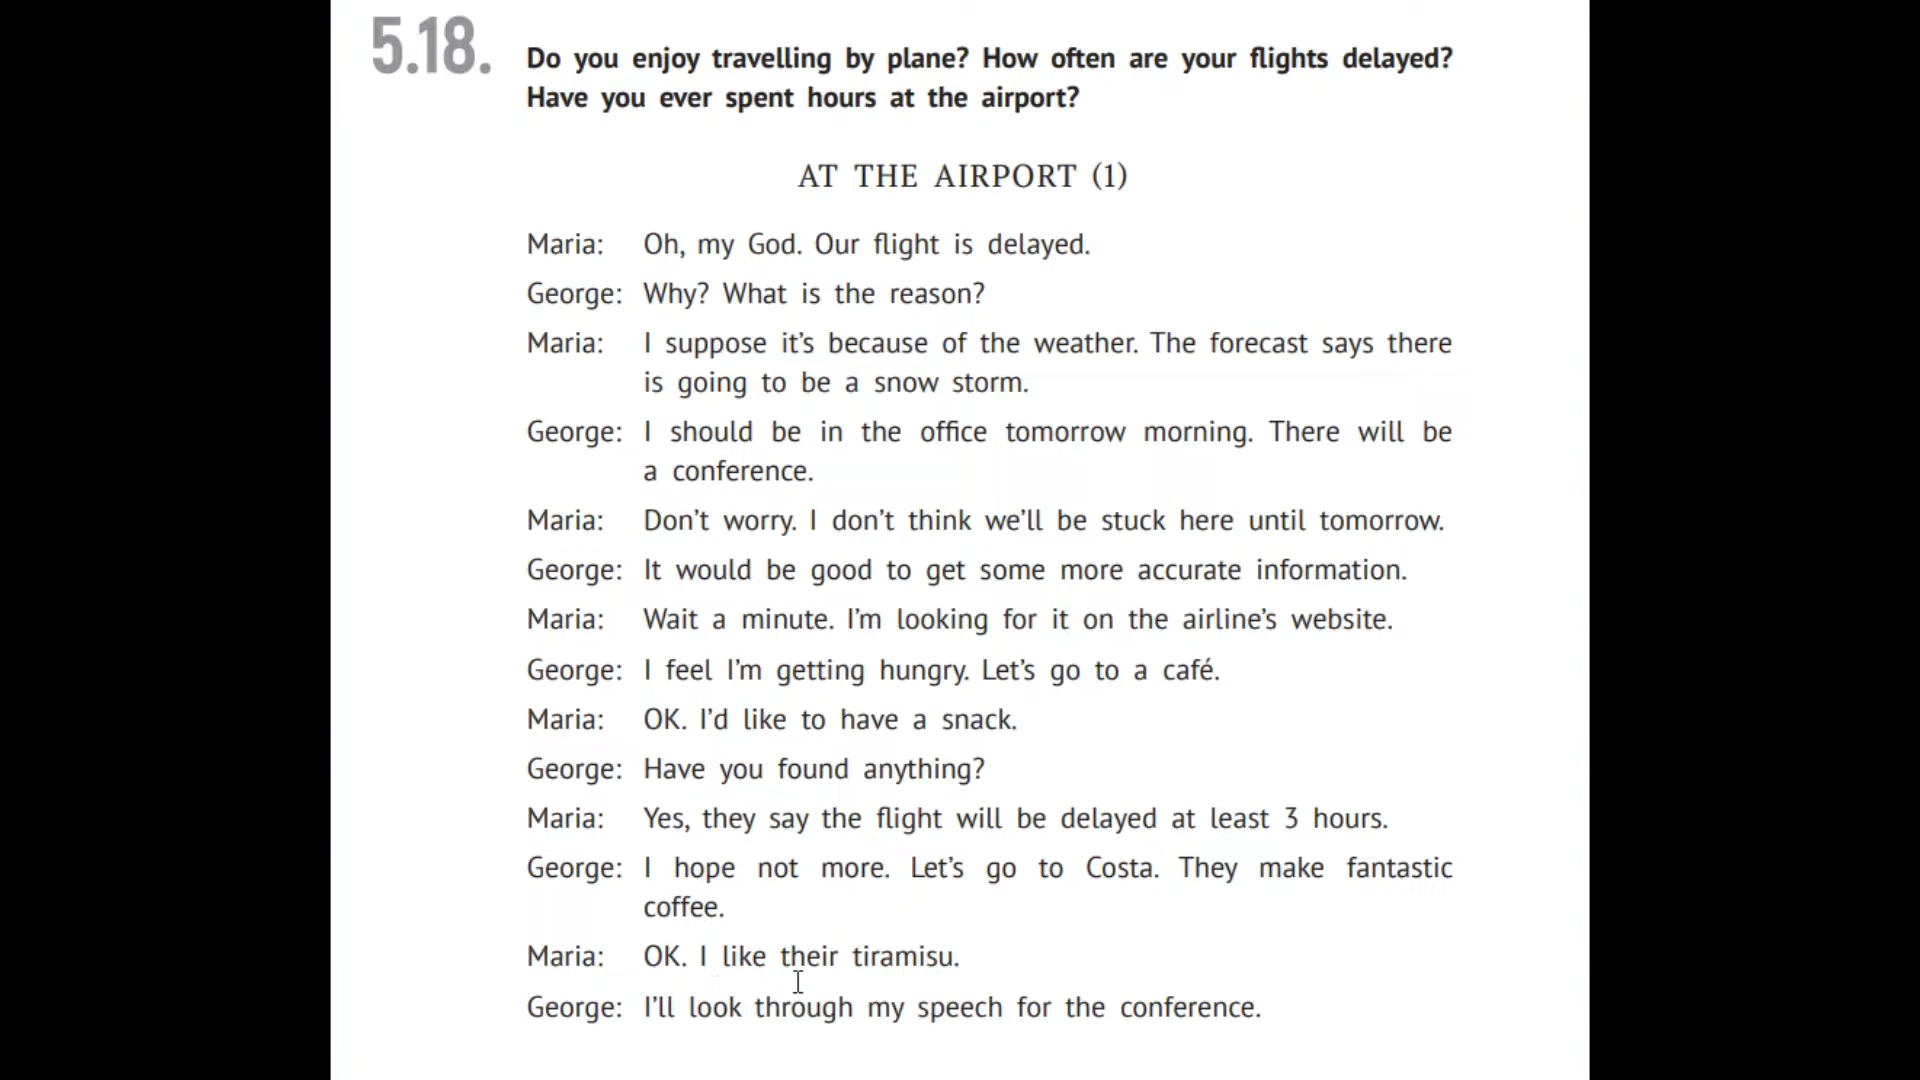 5.18.
Do you enjoy travelling by plane? How often are your flights delayed?
Have you ever spent hours at the airport?
AT THE AIRPORT (1)
Maria: Oh, my God. Our flight is delayed.
George: Why? What is the reason?
Maria: I suppose it’s because of the weather. The forecast says there
is going to be a snow storm.
George: I should be in the office tomorrow morning. There will be
a conference.
Maria: Don’t worry. I don’t think we’ll be stuck here until tomorrow.
George: It would be good to get some more accurate information.
Maria: Wait a minute. I’m looking for it on the airline’s website.
George: I feel I’m getting hungry. Let’s go to a café.
Maria: OK. I’d like to have a snack.
George: Have you found anything?
Maria: Yes, they say the flight will be delayed at least 3 hours.
George: I hope not more. Let’s go to Costa. They make fantastic
coffee.
Maria: OK. I like their tiramisu.
George: I’ll look through my speech for the conference.